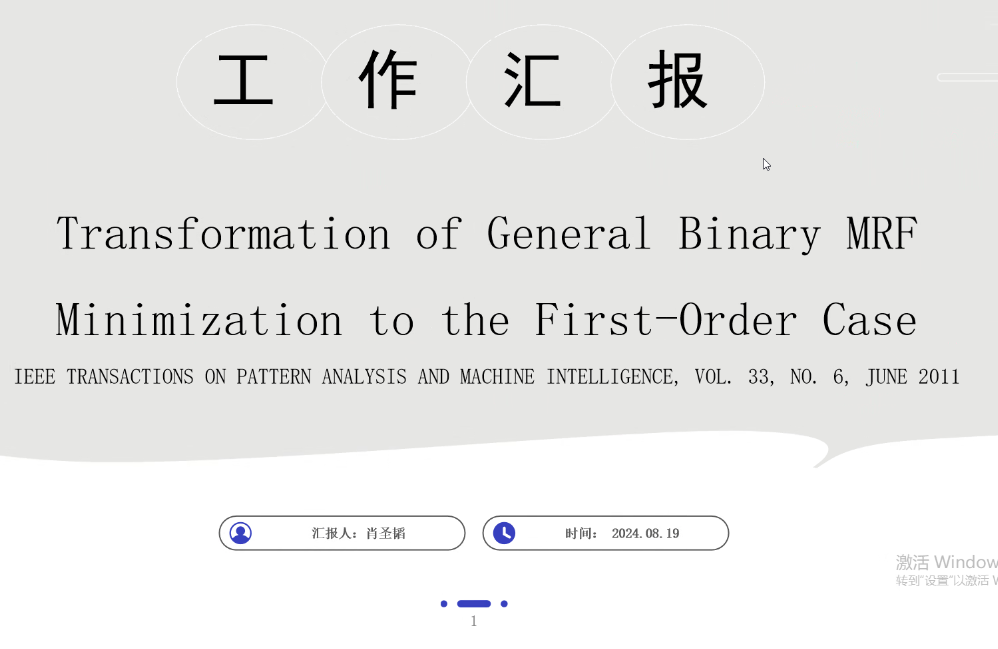 工作汇报
Transformation of General Binary MRF
Minimization to the First-Order Case
IEEE TRANSACTIONS ON PATTERN ANALYSIS AND MACHINE INTELLIGENCE, VOL. 33, NO. 6, JUNE 2011
汇报人：肖圣韬
时间： 2024.08.19
激活 Window
转到"设置"以激活 W
1